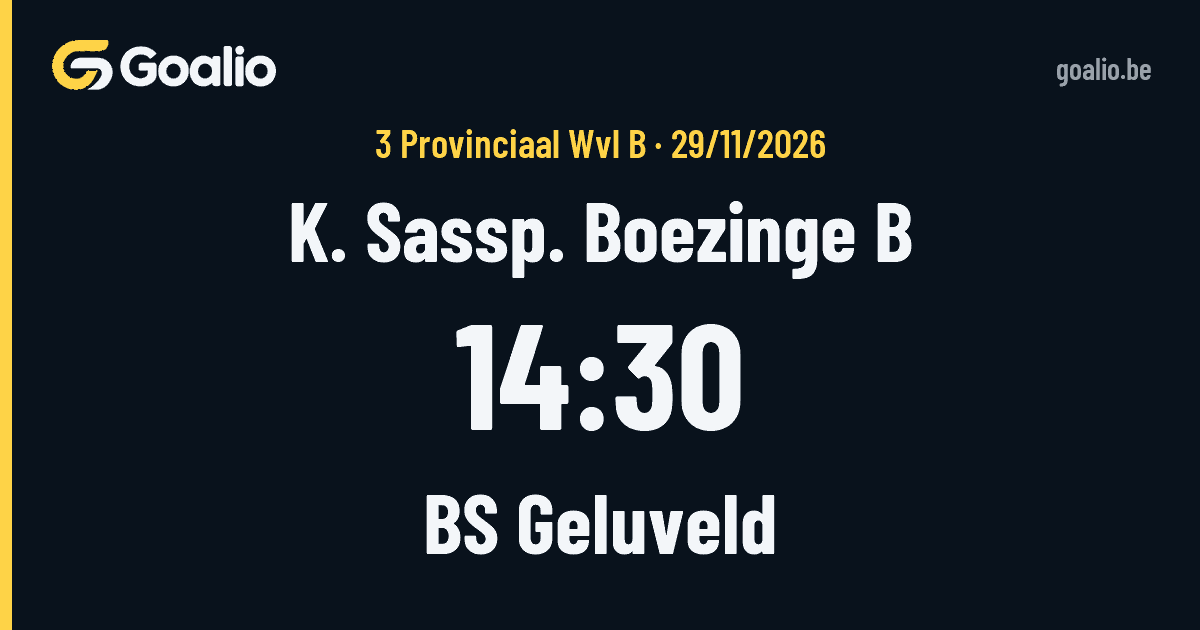 Goalio
goalio.be
3 Provinciaal Wvl B · 29/11/2026
K. Sassp. Boezinge B
14:30
BS Geluveld